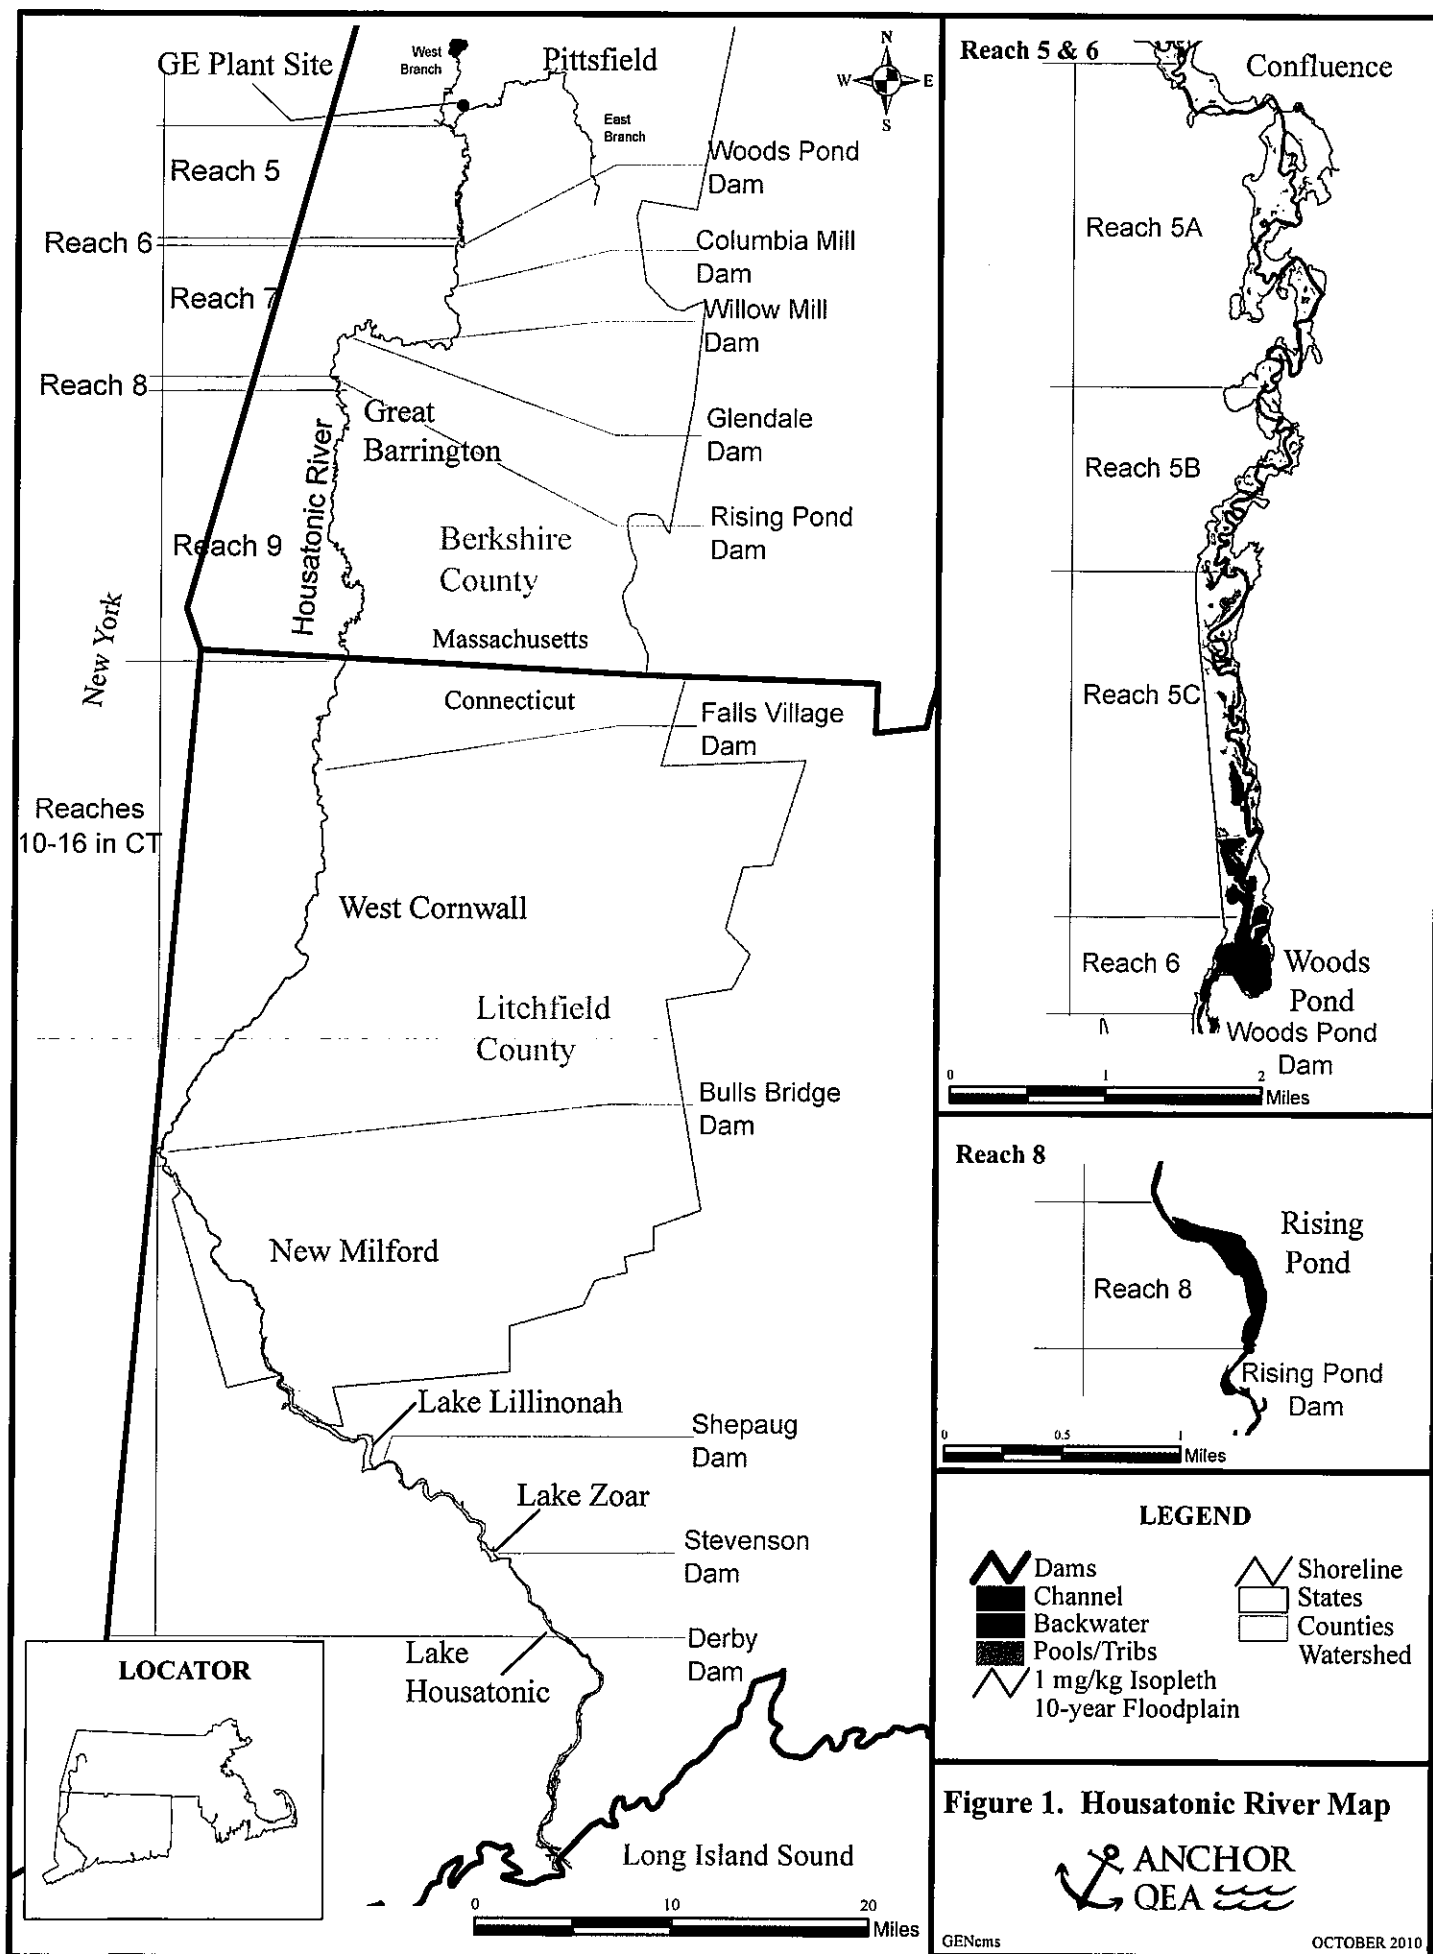 West
Branch
Pittsfield
GE Plant Site
N
W
E
S
East
Branch
Reach 5
Woods Pond
Dam
Reach 6
Columbia Mill
Dam
Reach 7
Willow Mill
Dam
Reach 8
Great
Barrington
Glendale
Dam
Housatonic River
Rising Pond
Dam
Reach 9
Berkshire
County
New York
Massachusetts
Connecticut
Falls Village
Dam
Reaches
10-16 in CT
West Cornwall
Litchfield
County
Bulls Bridge
Dam
New Milford
Lake Lillinonah
Shepaug
Dam
Lake Zoar
Stevenson
Dam
Lake
Housatonic
Derby
Dam
LOCATOR
Long Island Sound
0 10 20
Miles
Reach 5 & 6
Confluence
Reach 5A
Reach 5B
Reach 5C
Reach 6
Woods
Pond
Woods Pond
Dam
0 1 2
Miles
Reach 8
Rising
Pond
Reach 8
Rising Pond
Dam
0 0.5 1
Miles
LEGEND
Dams
Channel
Backwater
Pools/Tribs
1 mg/kg Isopleth
10-year Floodplain
Shoreline
States
Counties
Watershed
Figure 1. Housatonic River Map
ANCHOR
QEA
GENcms
OCTOBER 2010